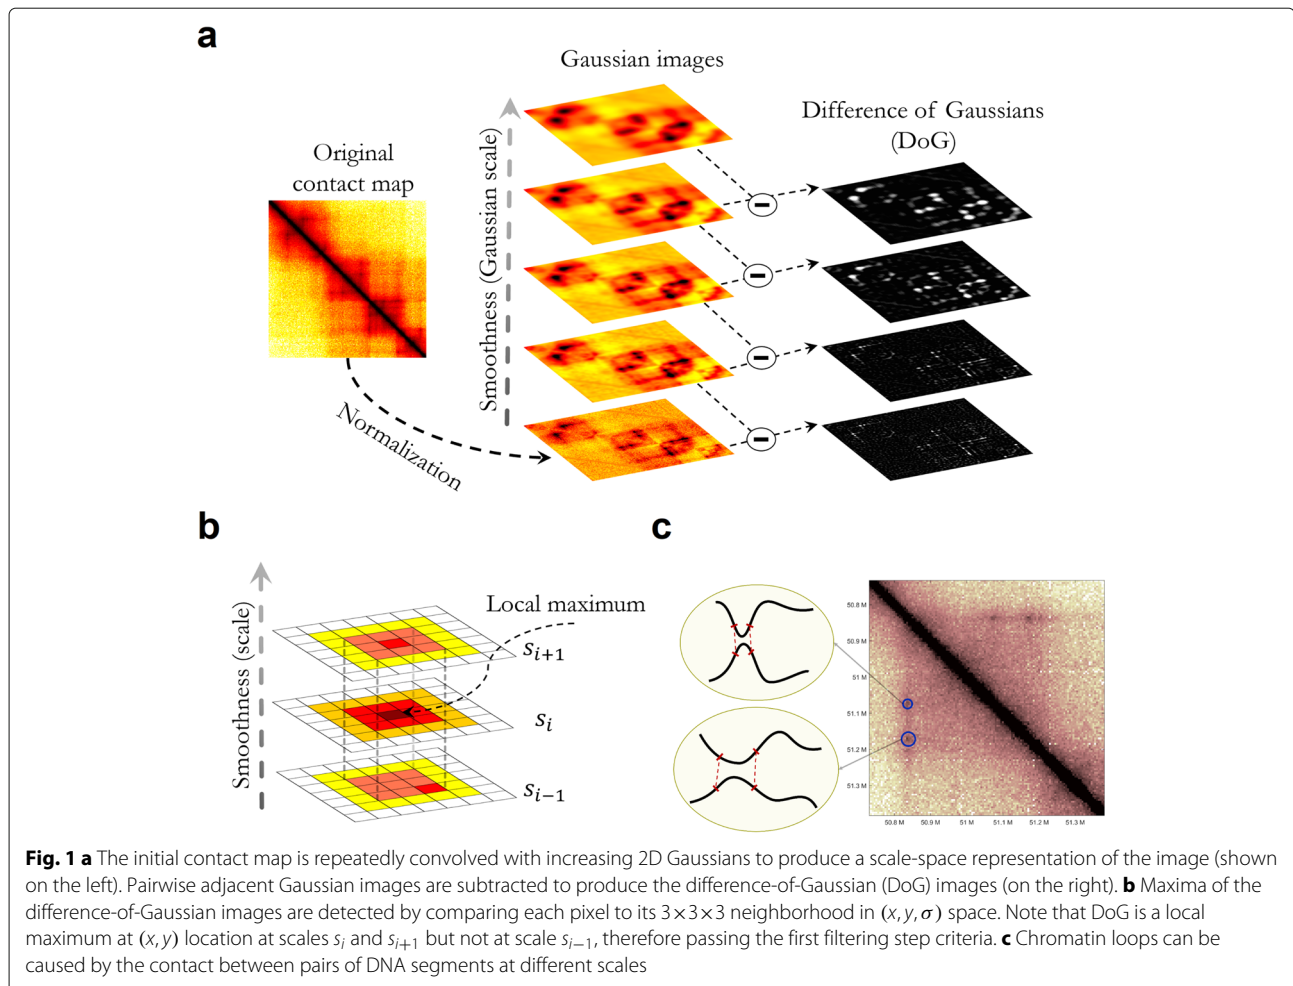 a
Gaussian images
Difference of Gaussians
(DoG)
Original
contact map
Smoothness (Gaussian scale)
Normalization
b
Smoothness (scale)
Local maximum
s_{i+1}
s_i
s_{i−1}
c
50.8 M
50.9 M
51 M
51.1 M
51.2 M
51.3 M
50.8 M 50.9 M 51 M 51.1 M 51.2 M 51.3 M
Fig. 1 a The initial contact map is repeatedly convolved with increasing 2D Gaussians to produce a scale-space representation of the image (shown
on the left). Pairwise adjacent Gaussian images are subtracted to produce the difference-of-Gaussian (DoG) images (on the right). b Maxima of the
difference-of-Gaussian images are detected by comparing each pixel to its 3×3×3 neighborhood in (x, y, σ) space. Note that DoG is a local
maximum at (x, y) location at scales s_i and s_{i+1} but not at scale s_{i−1}, therefore passing the first filtering step criteria. c Chromatin loops can be
caused by the contact between pairs of DNA segments at different scales